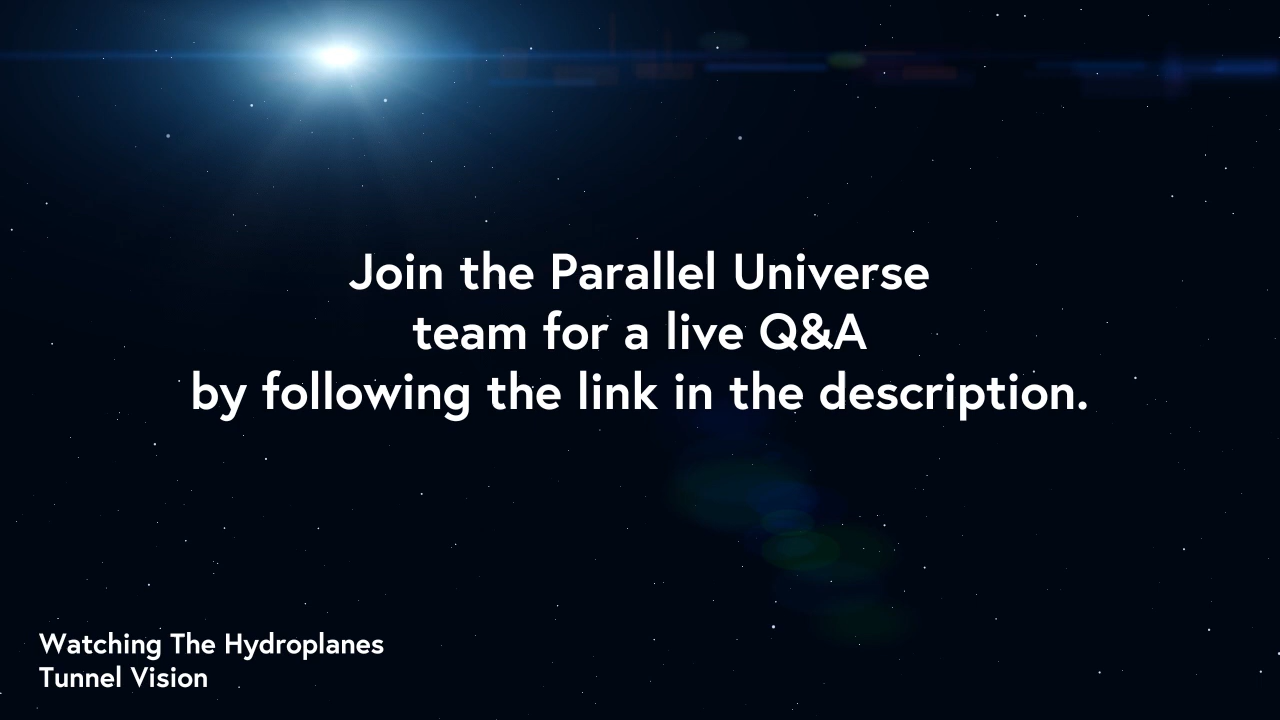 Join the Parallel Universe
team for a live Q&A
by following the link in the description.
Watching The Hydroplanes
Tunnel Vision